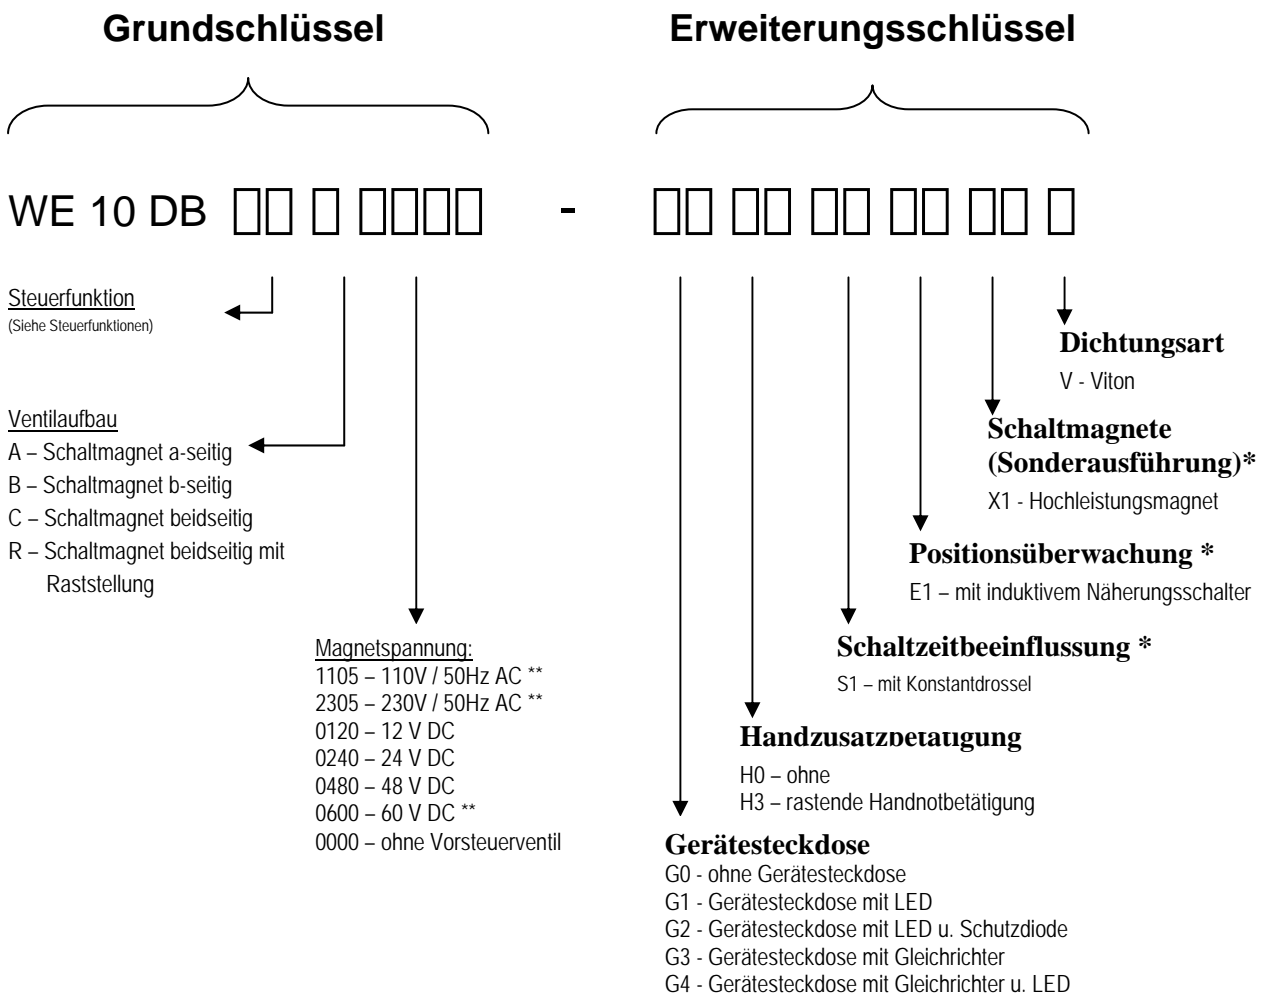 Grundschlüssel
Erweiterungsschlüssel
WE 10 DB □□ □ □□□□ - □□ □□ □□ □□ □□ □
Steuerfunktion
(Siehe Steuerfunktionen)
Ventilaufbau
A – Schaltmagnet a-seitig
B – Schaltmagnet b-seitig
C – Schaltmagnet beidseitig
R – Schaltmagnet beidseitig mit
Raststellung
Magnetspannung:
1105 – 110V / 50Hz AC **
2305 – 230V / 50Hz AC **
0120 – 12 V DC
0240 – 24 V DC
0480 – 48 V DC
0600 – 60 V DC **
0000 – ohne Vorsteuerventil
Dichtungsart
V - Viton
Schaltmagnete
(Sonderausführung)*
X1 - Hochleistungsmagnet
Positionsüberwachung *
E1 – mit induktivem Näherungsschalter
Schaltzeitbeeinflussung *
S1 – mit Konstantdrossel
Handzusatzbetätigung
H0 – ohne
H3 – rastende Handnotbetätigung
Gerätesteckdose
G0 - ohne Gerätesteckdose
G1 - Gerätesteckdose mit LED
G2 - Gerätesteckdose mit LED u. Schutzdiode
G3 - Gerätesteckdose mit Gleichrichter
G4 - Gerätesteckdose mit Gleichrichter u. LED